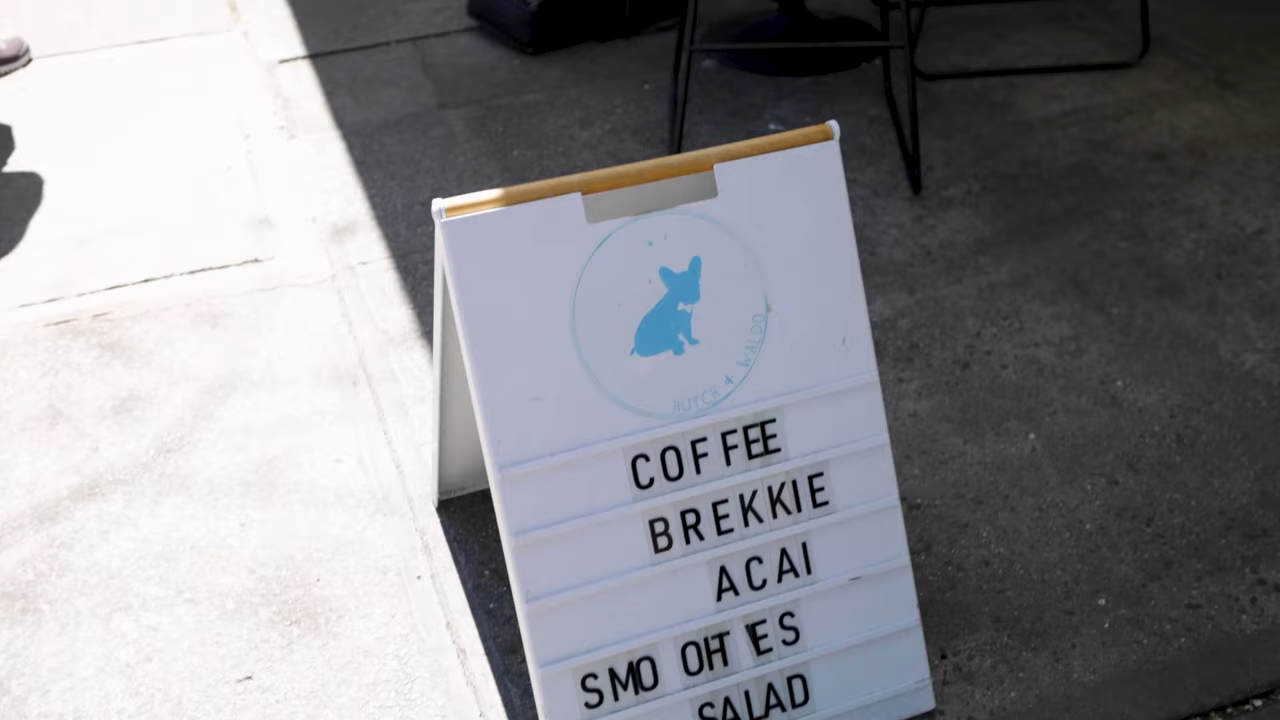 HUTCH + WALDO
COFFEE
BREKKIE
ACAI
SMO OHT ES
SALAD